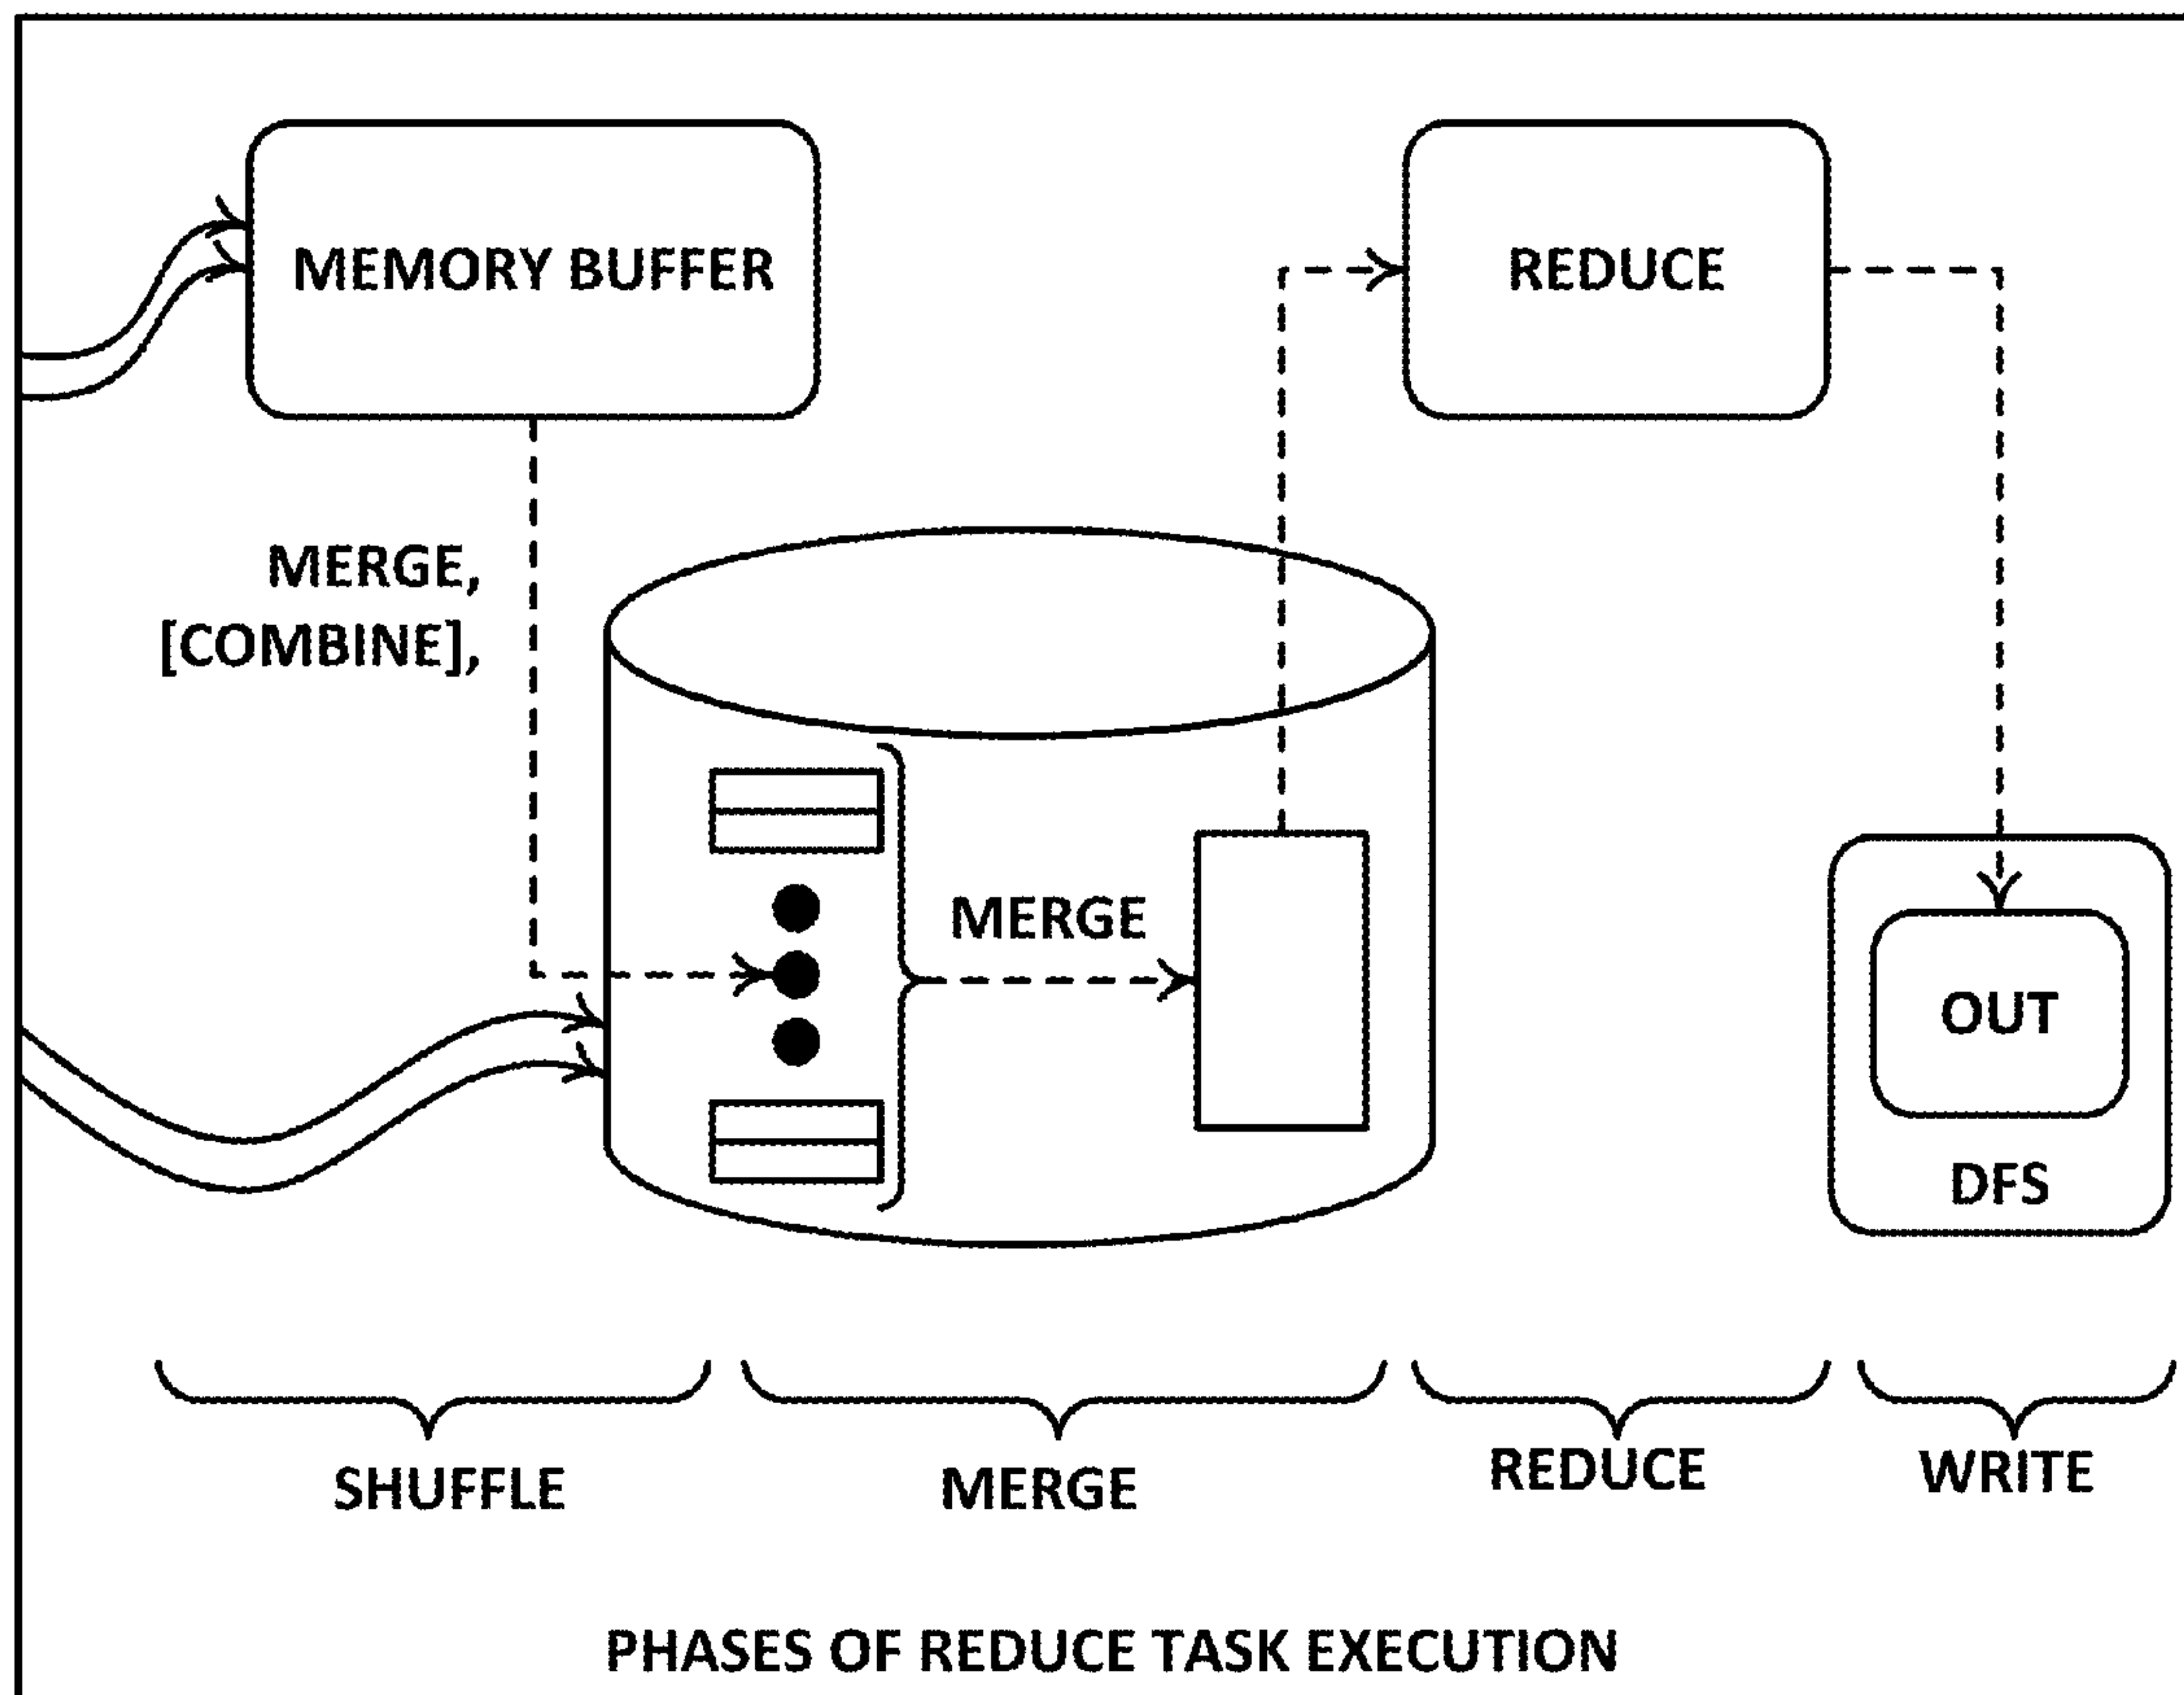 MEMORY BUFFER
REDUCE
MERGE,
[COMBINE],
MERGE
OUT
DFS
SHUFFLE
MERGE
REDUCE
WRITE
PHASES OF REDUCE TASK EXECUTION